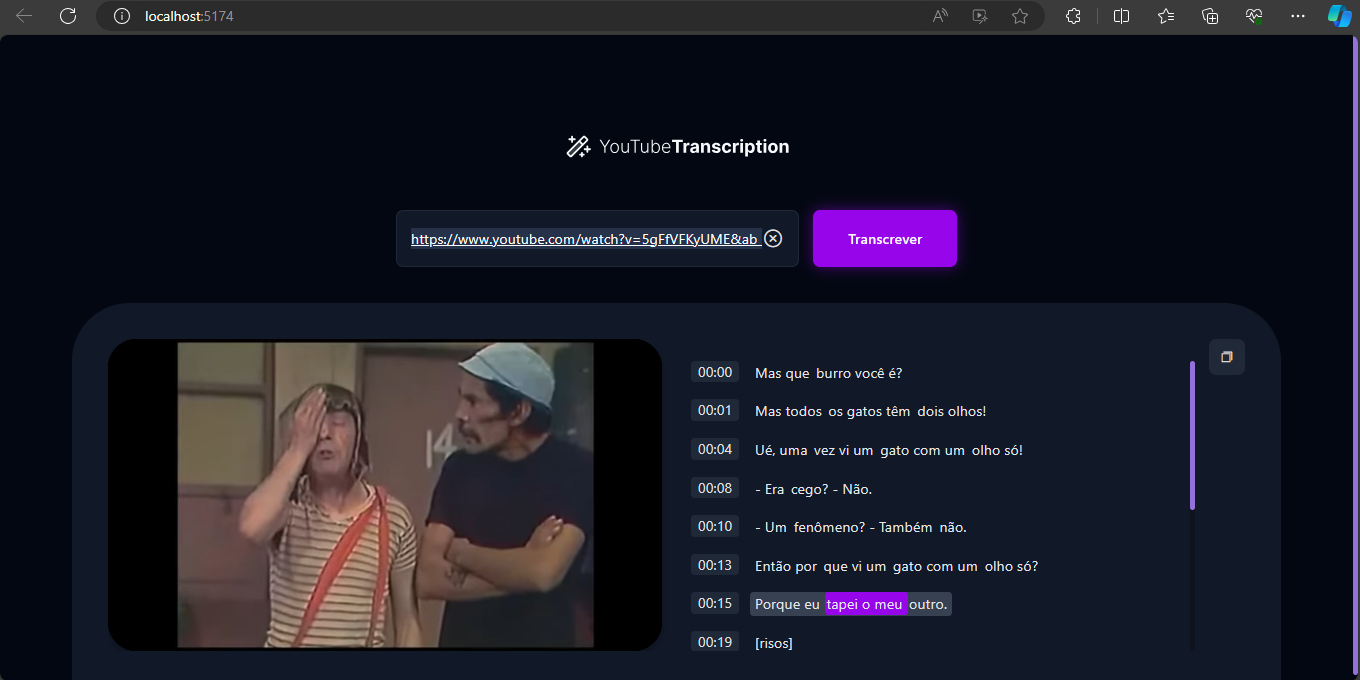 localhost:5174
YouTubeTranscription
https://www.youtube.com/watch?v=5gFfVFKyUME&ab_
Transcrever
00:00 Mas que burro você é?
00:01 Mas todos os gatos têm dois olhos!
00:04 Ué, uma vez vi um gato com um olho só!
00:08 - Era cego? - Não.
00:10 - Um fenômeno? - Também não.
00:13 Então por que vi um gato com um olho só?
00:15 Porque eu tapei o meu outro.
00:19 [risos]
14